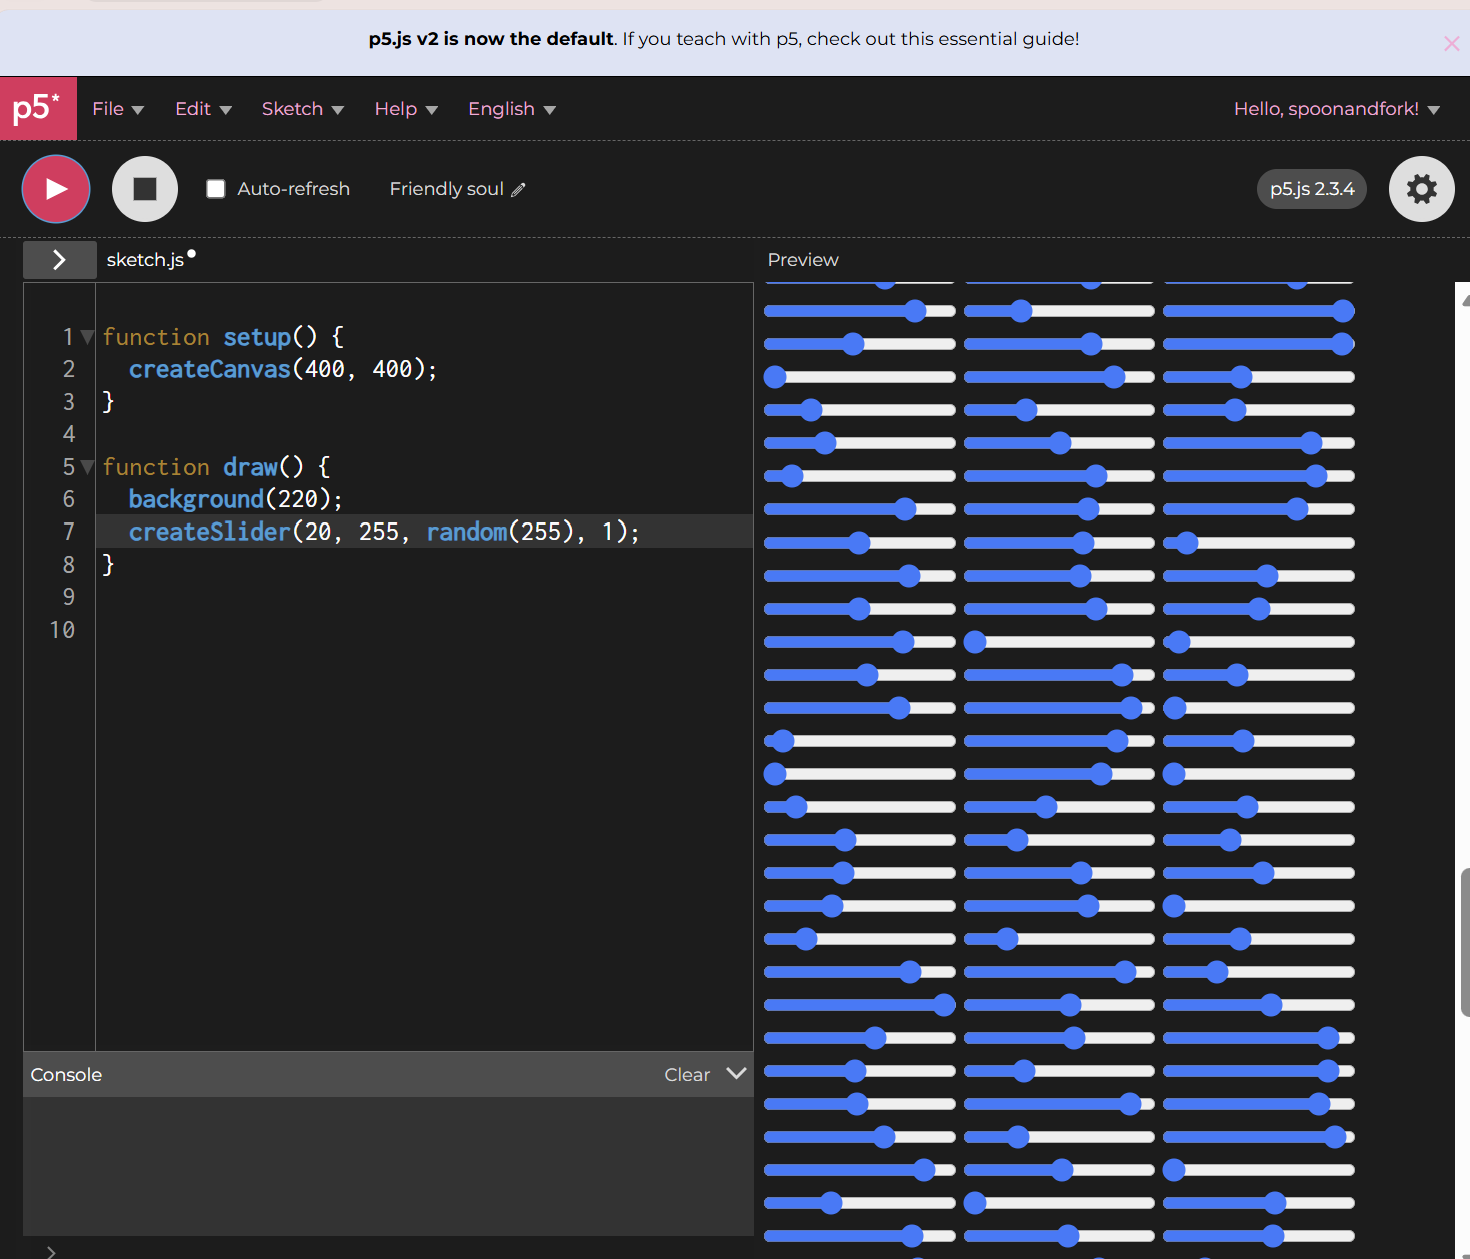 p5.js v2 is now the default. If you teach with p5, check out this essential guide!
p5* File Edit Sketch Help English Hello, spoonandfork!
Auto-refresh Friendly soul p5.js 2.3.4
sketch.js Preview
1 function setup() {
2 createCanvas(400, 400);
3 }
4
5 function draw() {
6 background(220);
7 createSlider(20, 255, random(255), 1);
8 }
9
10
Console Clear